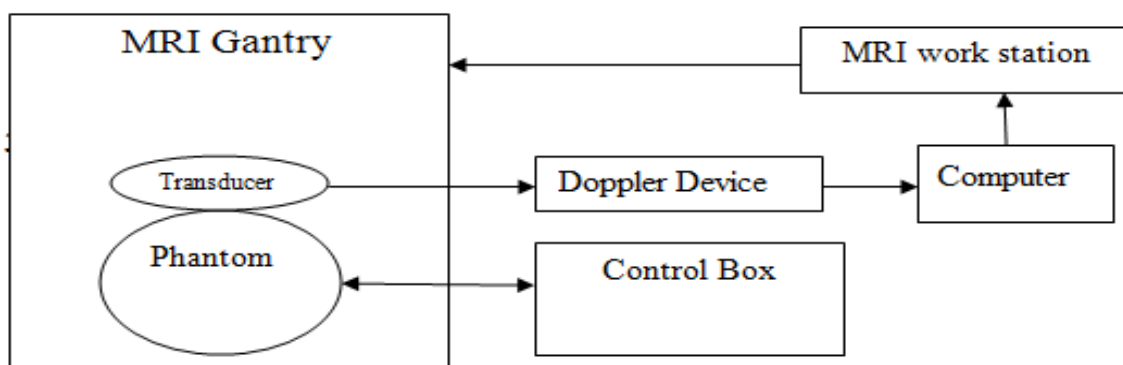 MRI Gantry
MRI work station
Transducer
Doppler Device
Computer
Phantom
Control Box